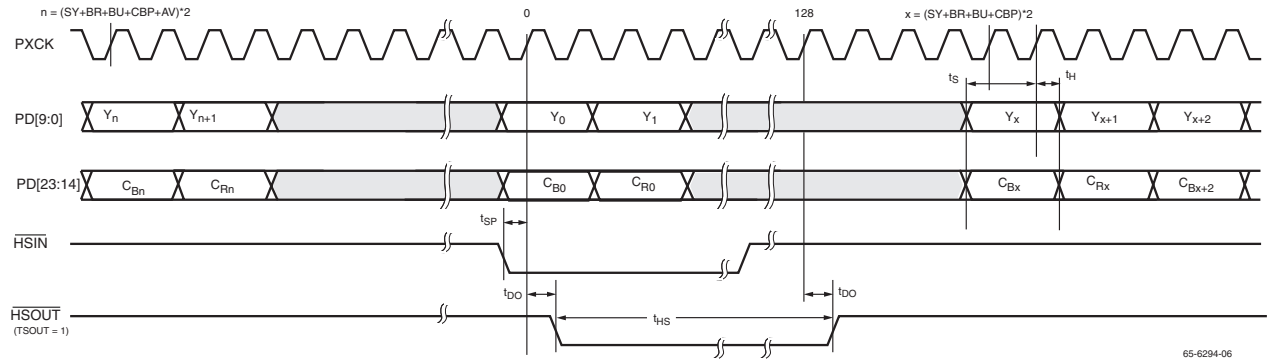 n = (SY+BR+BU+CBP+AV)*2
0
128
x = (SY+BR+BU+CBP)*2
PXCK
tS
tH
PD[9:0]
Yn
Yn+1
Y0
Y1
Yx
Yx+1
Yx+2
PD[23:14]
CBn
CRn
CB0
CR0
CBx
CRx
CBx+2
tSP
HSIN
tDO
tDO
HSOUT
tHS
(TSOUT = 1)
65-6294-06